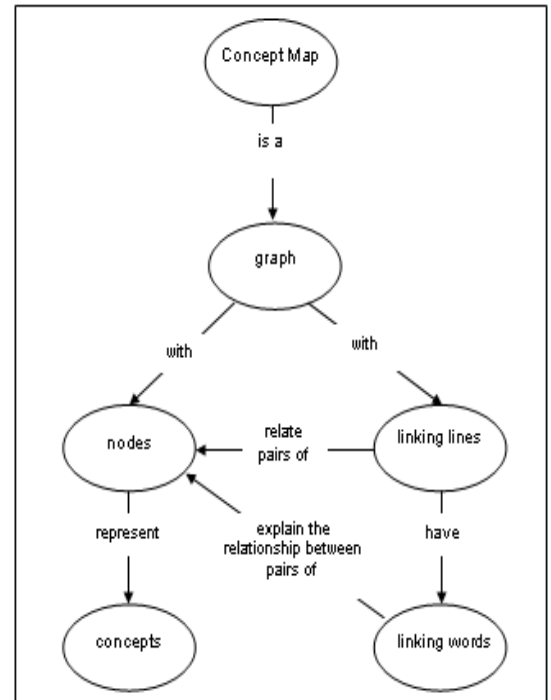 Concept Map
is a
graph
with
with
nodes
relate
pairs of
linking lines
represent
explain the
relationship between
pairs of
have
concepts
linking words